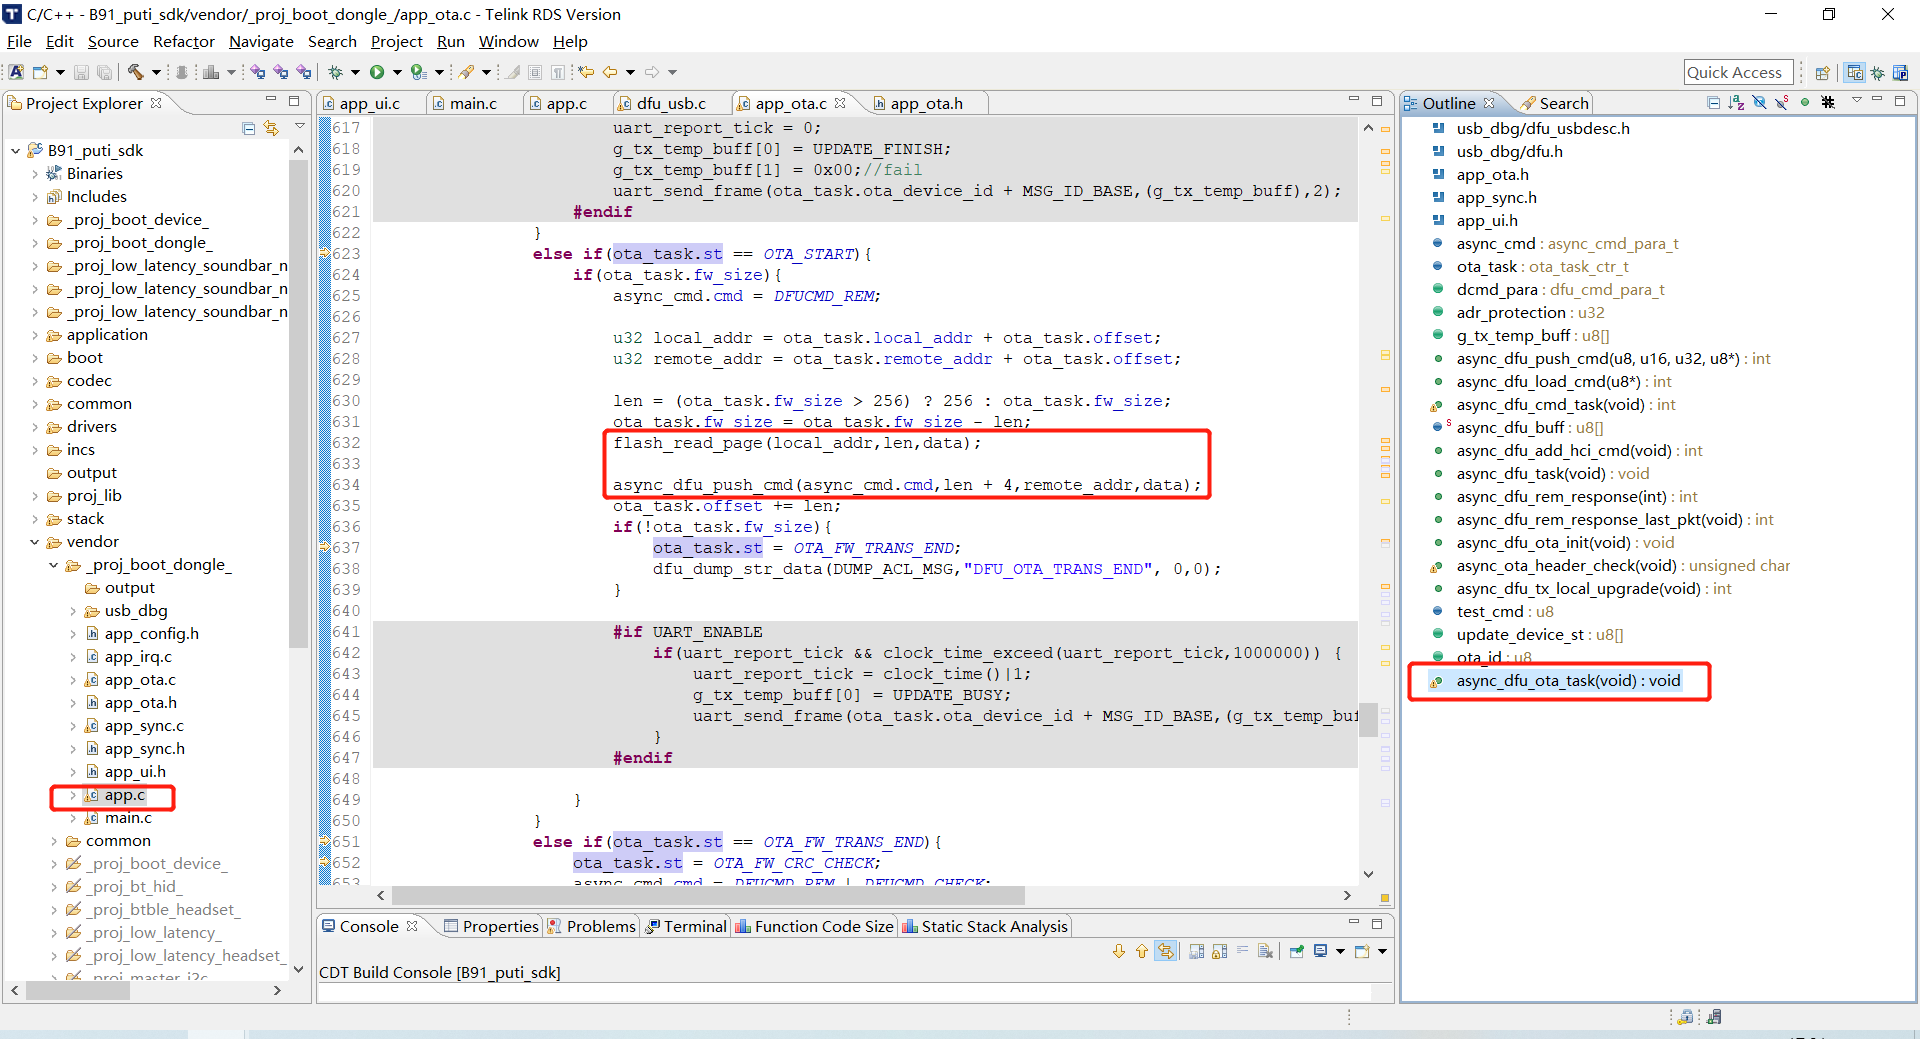 C/C++ - B91_puti_sdk/vendor/_proj_boot_dongle_/app_ota.c - Telink RDS Version
File Edit Source Refactor Navigate Search Project Run Window Help
Quick Access
Project Explorer
B91_puti_sdk
Binaries
Includes
_proj_boot_device_
_proj_boot_dongle_
_proj_low_latency_soundbar_n
_proj_low_latency_soundbar_n
_proj_low_latency_soundbar_n
application
boot
codec
common
drivers
incs
output
proj_lib
stack
vendor
_proj_boot_dongle_
output
usb_dbg
app_config.h
app_irq.c
app_ota.c
app_ota.h
app_sync.c
app_sync.h
app_ui.h
app.c
main.c
common
_proj_boot_device_
_proj_bt_hid_
_proj_btble_headset_
_proj_low_latency_
_proj_low_latency_headset_
_proj_master_i2c
app_ui.c main.c app.c dfu_usb.c app_ota.c app_ota.h
617 uart_report_tick = 0;
618 g_tx_temp_buff[0] = UPDATE_FINISH;
619 g_tx_temp_buff[1] = 0x00;//fail
620 uart_send_frame(ota_task.ota_device_id + MSG_ID_BASE,(g_tx_temp_buff),2);
621 #endif
622 }
623 else if(ota_task.st == OTA_START){
624 if(ota_task.fw_size){
625 async_cmd.cmd = DFUCMD_REM;
626
627 u32 local_addr = ota_task.local_addr + ota_task.offset;
628 u32 remote_addr = ota_task.remote_addr + ota_task.offset;
629
630 len = (ota_task.fw_size > 256) ? 256 : ota_task.fw_size;
631 ota_task.fw_size = ota_task.fw_size - len;
632 flash_read_page(local_addr,len,data);
633
634 async_dfu_push_cmd(async_cmd.cmd,len + 4,remote_addr,data);
635 ota_task.offset += len;
636 if(!ota_task.fw_size){
637 ota_task.st = OTA_FW_TRANS_END;
638 dfu_dump_str_data(DUMP_ACL_MSG,"DFU_OTA_TRANS_END", 0,0);
639 }
640
641 #if UART_ENABLE
642 if(uart_report_tick && clock_time_exceed(uart_report_tick,1000000)) {
643 uart_report_tick = clock_time()|1;
644 g_tx_temp_buff[0] = UPDATE_BUSY;
645 uart_send_frame(ota_task.ota_device_id + MSG_ID_BASE,(g_tx_temp_buf
646 }
647 #endif
648
649 }
650 }
651 else if(ota_task.st == OTA_FW_TRANS_END){
652 ota_task.st = OTA_FW_CRC_CHECK;
653 async_cmd.cmd = DFUCMD_REM | DFUCMD_CHECK;
Console Properties Problems Terminal Function Code Size Static Stack Analysis
CDT Build Console [B91_puti_sdk]
Outline Search
usb_dbg/dfu_usbdesc.h
usb_dbg/dfu.h
app_ota.h
app_sync.h
app_ui.h
async_cmd : async_cmd_para_t
ota_task : ota_task_ctr_t
dcmd_para : dfu_cmd_para_t
adr_protection : u32
g_tx_temp_buff : u8[]
async_dfu_push_cmd(u8, u16, u32, u8*) : int
async_dfu_load_cmd(u8*) : int
async_dfu_cmd_task(void) : int
async_dfu_buff : u8[]
async_dfu_add_hci_cmd(void) : int
async_dfu_task(void) : void
async_dfu_rem_response(int) : int
async_dfu_rem_response_last_pkt(void) : int
async_dfu_ota_init(void) : void
async_ota_header_check(void) : unsigned char
async_dfu_tx_local_upgrade(void) : int
test_cmd : u8
update_device_st : u8[]
ota_id : u8
async_dfu_ota_task(void) : void